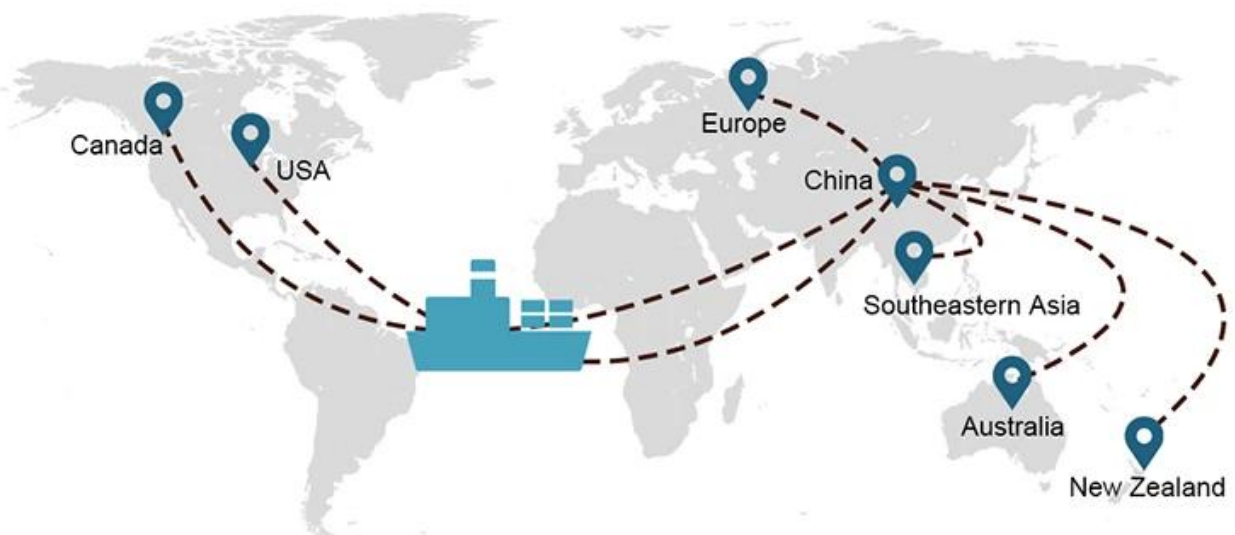 Canada
USA
Europe
China
Southeastern Asia
Australia
New Zealand